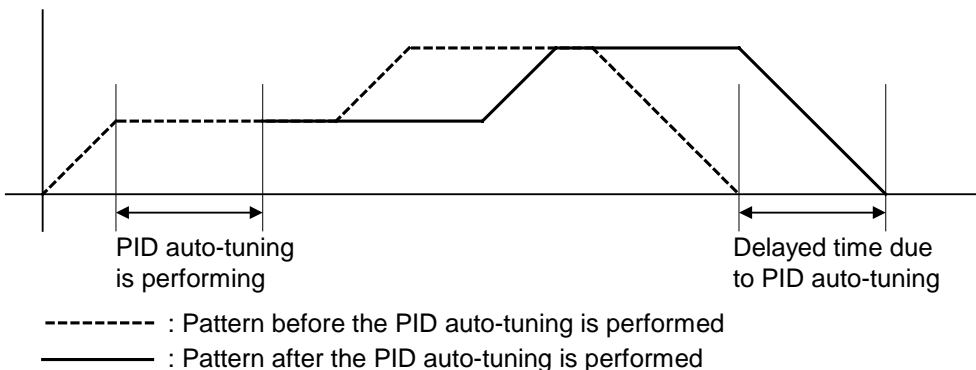 PID auto-tuning
is performing
Delayed time due
to PID auto-tuning
: Pattern before the PID auto-tuning is performed
: Pattern after the PID auto-tuning is performed